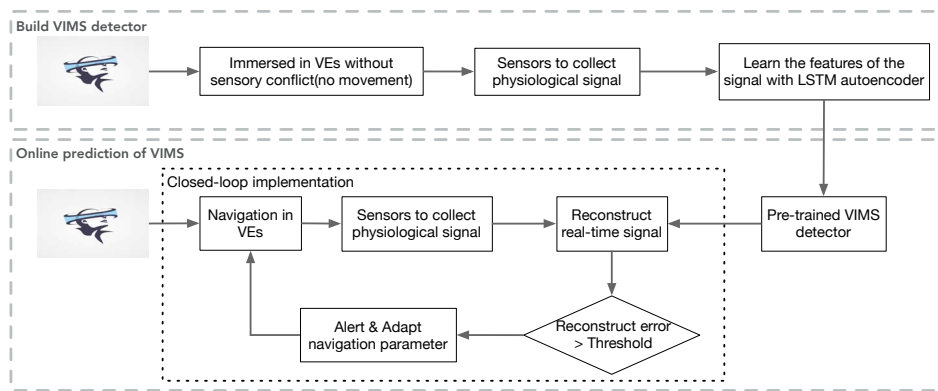 Build VIMS detector
Immersed in VEs without
sensory conflict(no movement)
Sensors to collect
physiological signal
Learn the features of the
signal with LSTM autoencoder
Online prediction of VIMS
Closed-loop implementation
Navigation in
VEs
Sensors to collect
physiological signal
Reconstruct
real-time signal
Pre-trained VIMS
detector
Alert & Adapt
navigation parameter
Reconstruct error
> Threshold